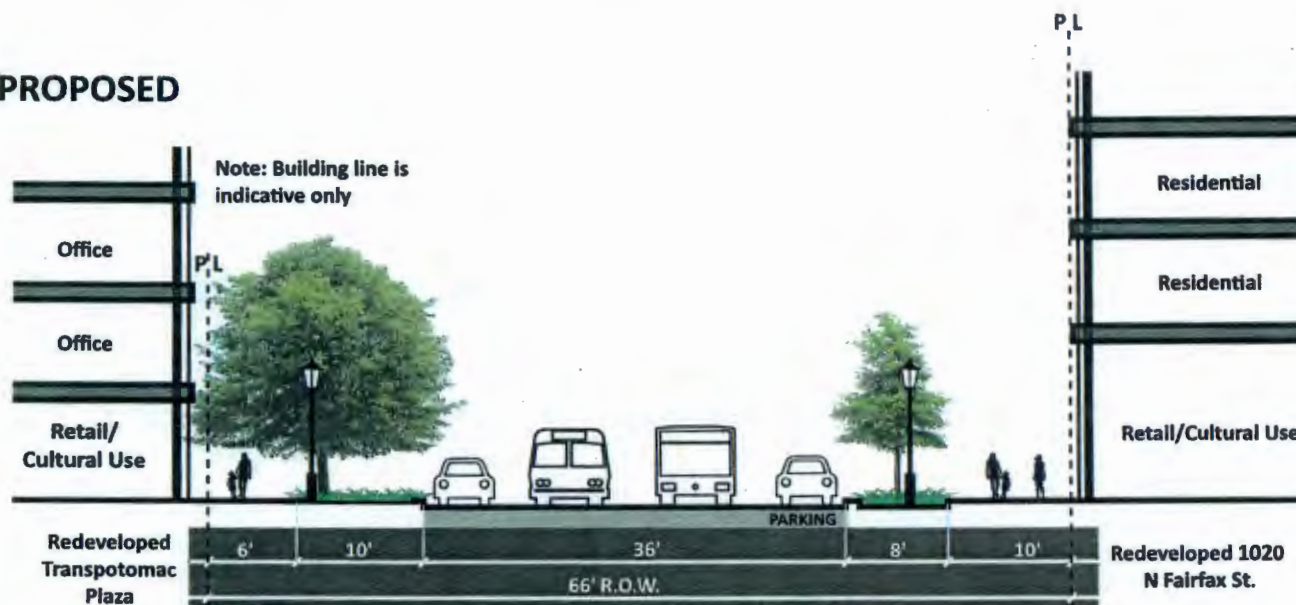 P L
PROPOSED
Note: Building line is
indicative only
Residential
Office
P L
Residential
Office
Retail/
Cultural Use
Retail/Cultural Use
PARKING
Redeveloped
Transpotomac
Plaza
6'
10'
36'
8'
10'
Redeveloped 1020
N Fairfax St.
66' R.O.W.